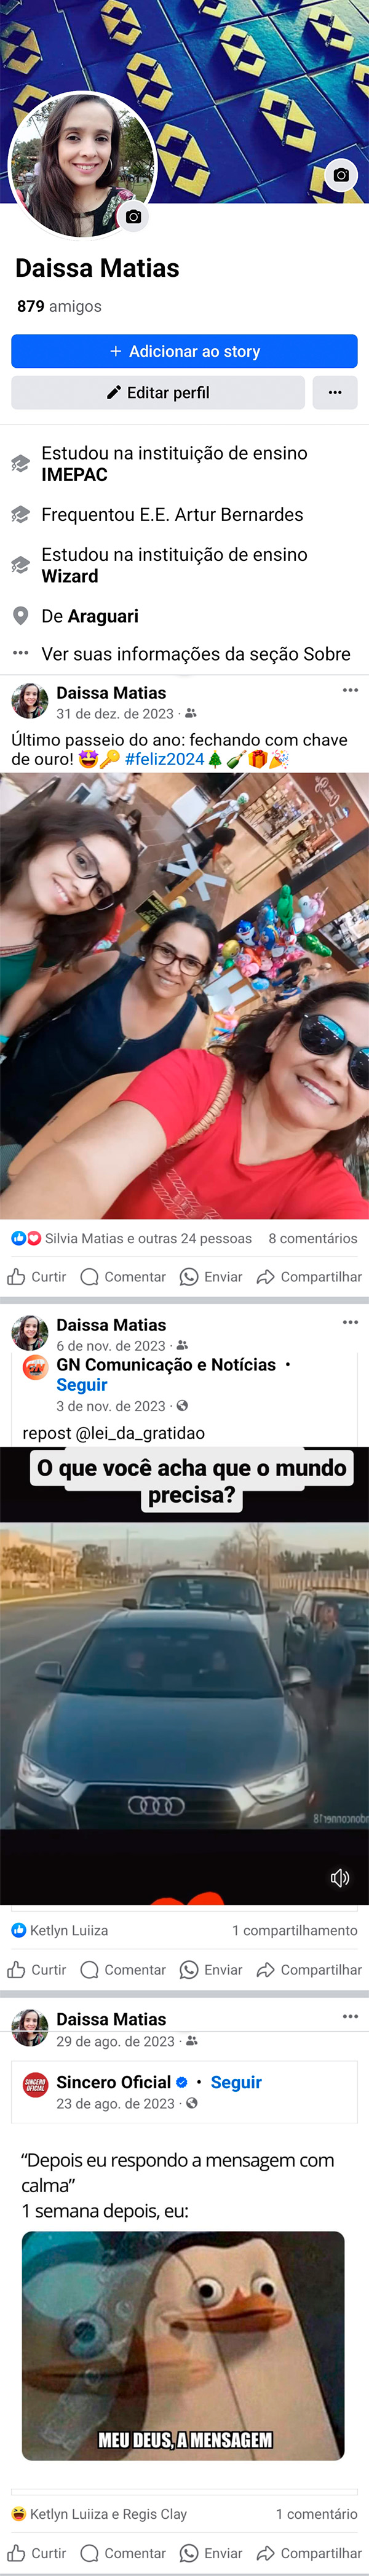 Daissa Matias
879 amigos
+ Adicionar ao story
Editar perfil
Estudou na instituição de ensino
IMEPAC
Frequentou E.E. Artur Bernardes
Estudou na instituição de ensino
Wizard
De Araguari
Ver suas informações da seção Sobre
Daissa Matias
31 de dez. de 2023 ·
Último passeio do ano: fechando com chave
de ouro! 🤩🔑 #feliz2024🎄🍾🎁🎉
Silvia Matias e outras 24 pessoas 8 comentários
Curtir Comentar Enviar Compartilhar
Daissa Matias
6 de nov. de 2023 ·
GN Comunicação e Notícias ·
Seguir
3 de nov. de 2023 ·
repost @lei_da_gratidao
O que você acha que o mundo
precisa?
Ketlyn Luiiza 1 compartilhamento
Curtir Comentar Enviar Compartilhar
Daissa Matias
29 de ago. de 2023 ·
SINCERO
OFICIAL
Sincero Oficial · Seguir
23 de ago. de 2023 ·
“Depois eu respondo a mensagem com
calma”
1 semana depois, eu:
MEU DEUS, A MENSAGEM
Ketlyn Luiiza e Regis Clay 1 comentário
Curtir Comentar Enviar Compartilhar